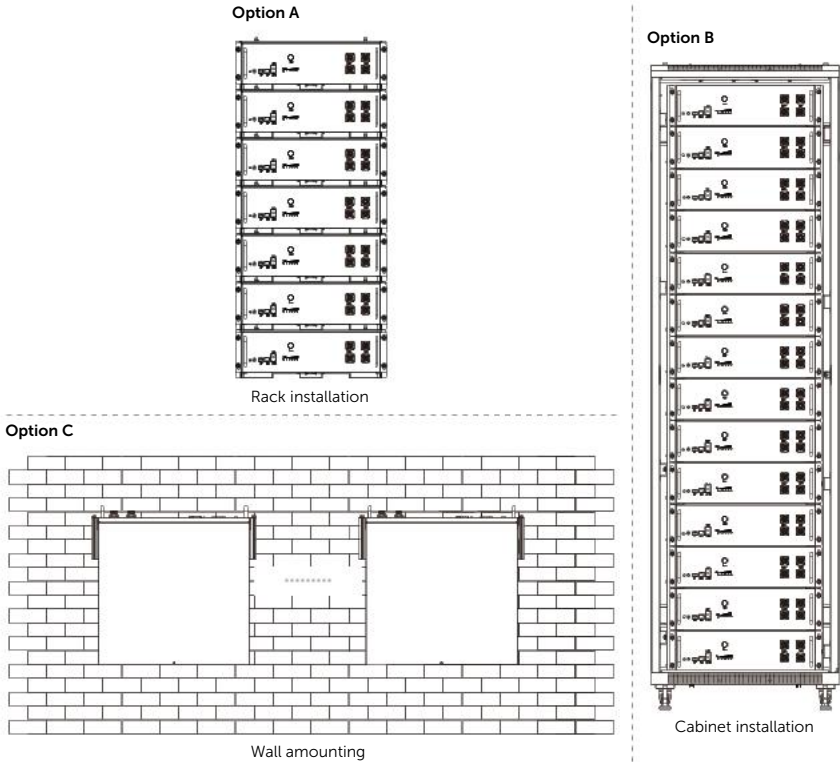 Option A
Rack installation
Option B
Cabinet installation
Option C
Wall amounting